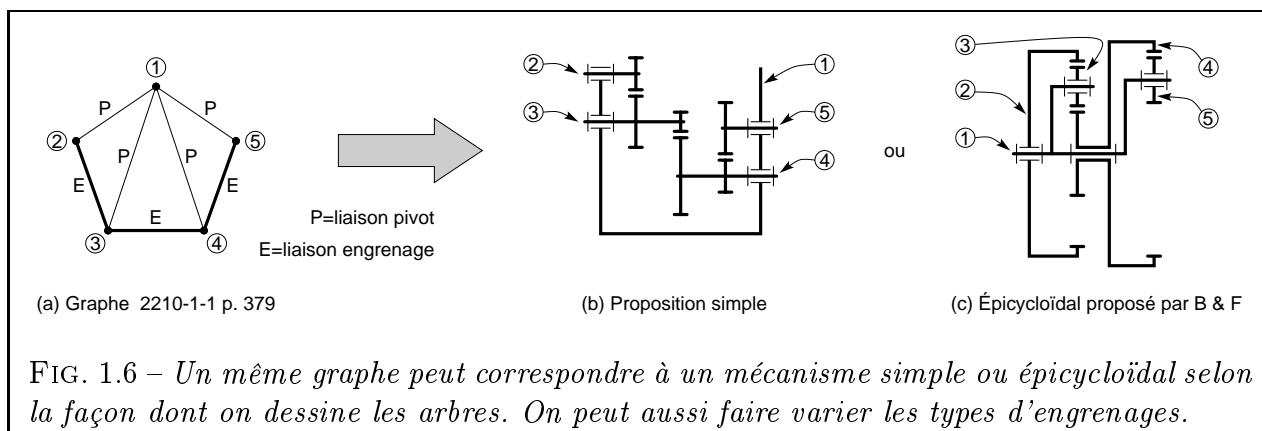 ①
P P
② ⑤
P P
E E
E
③ ④
P=liaison pivot
E=liaison engrenage
(a) Graphe 2210-1-1 p. 379
② ①
③ ⑤
④
(b) Proposition simple
ou
③
④
②
⑤
①
(c) Épicycloïdal proposé par B & F
FIG. 1.6 – Un même graphe peut correspondre à un mécanisme simple ou épicycloïdal selon
la façon dont on dessine les arbres. On peut aussi faire varier les types d'engrenages.